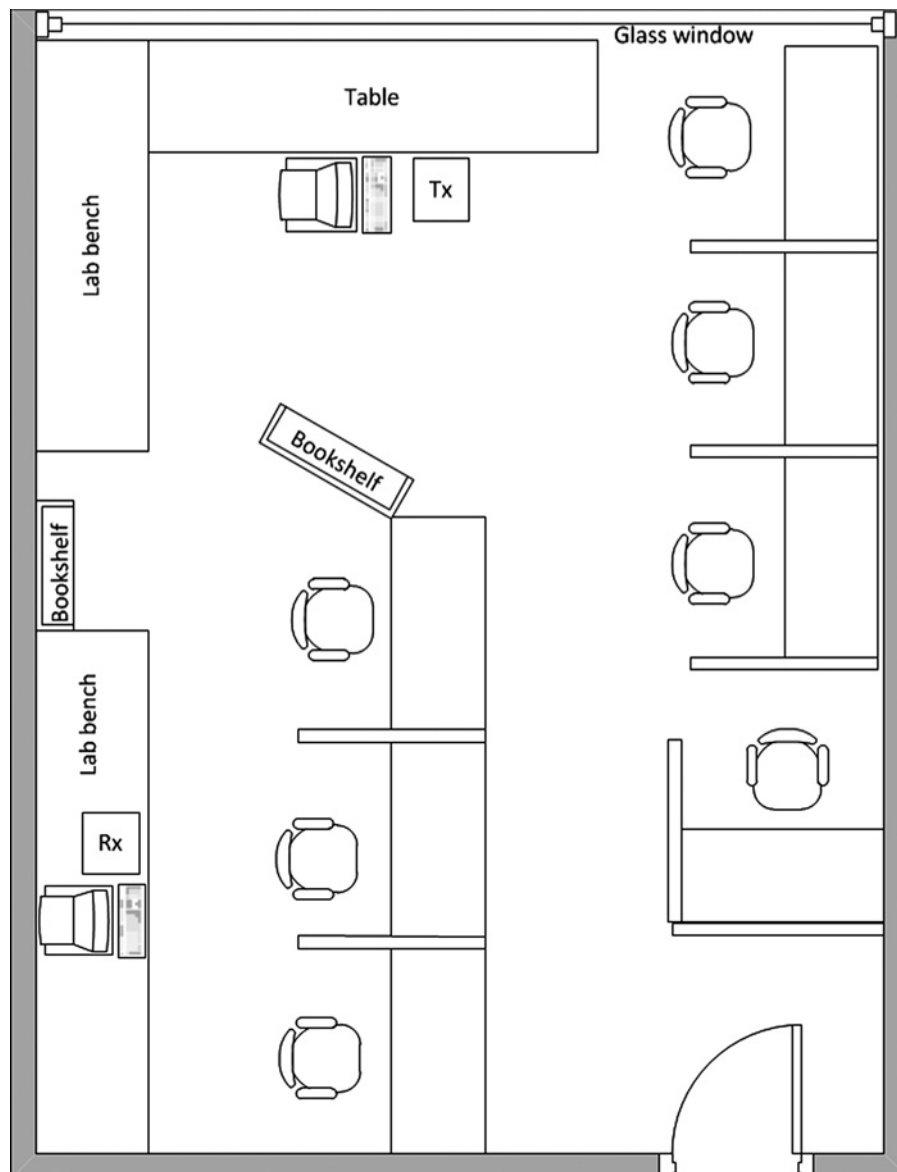 Glass window
Table
Tx
Lab bench
Bookshelf
Bookshelf
Lab bench
Rx